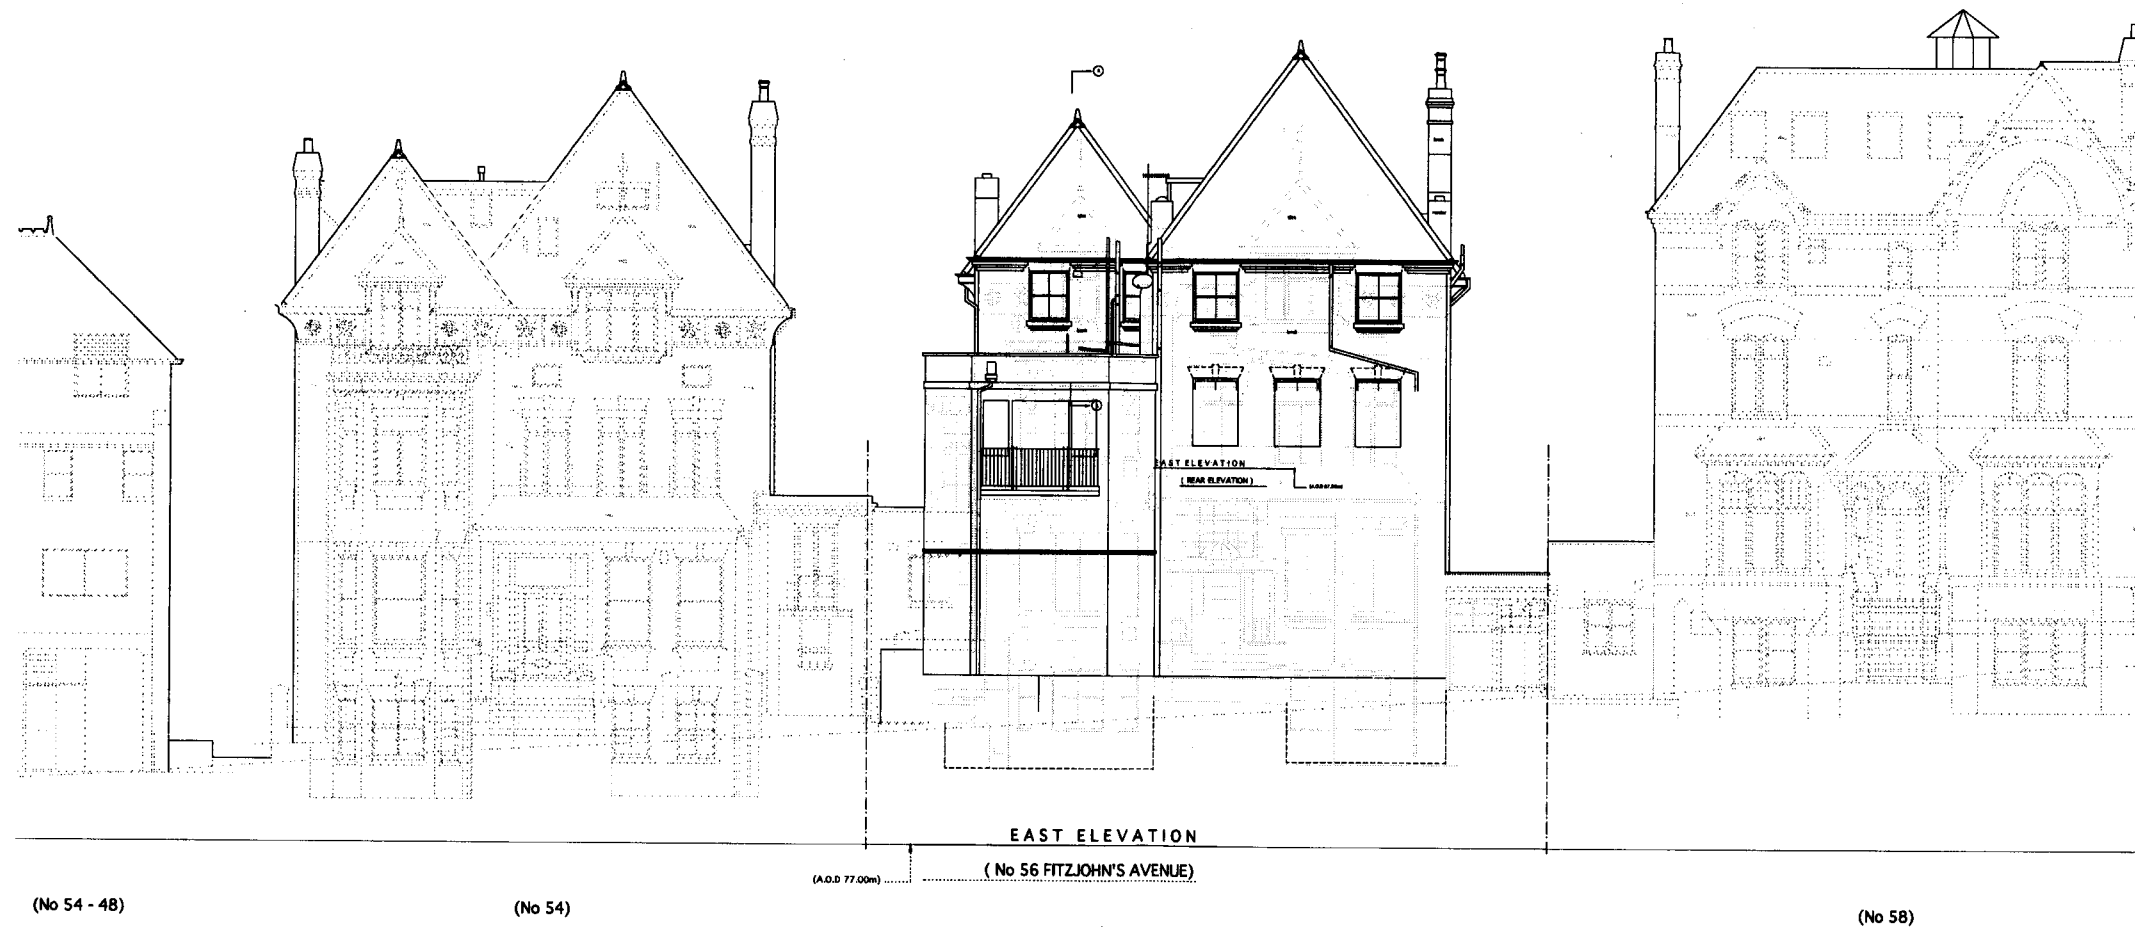 EAST ELEVATION
( REAR ELEVATION )
EAST ELEVATION
( No 56 FITZJOHN'S AVENUE)
(A.O.D 77.00m)
(No 54 - 48)
(No 54)
(No 58)